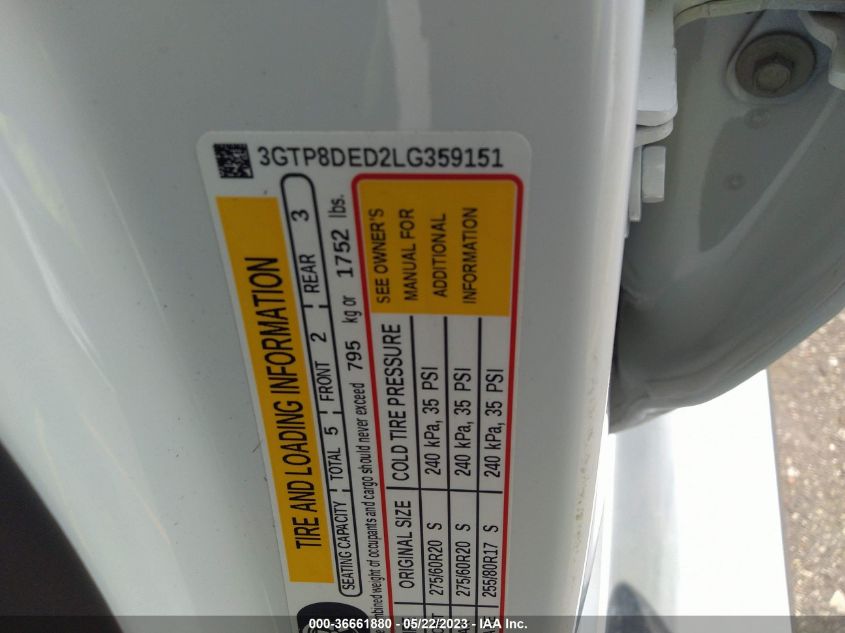 3GTP8DED2LG359151
TIRE AND LOADING INFORMATION
SEATING CAPACITY TOTAL 5 FRONT 2 REAR 3
combined weight of occupants and cargo should never exceed 795 kg or 1752 lbs.
ORIGINAL SIZE COLD TIRE PRESSURE SEE OWNER'S MANUAL FOR ADDITIONAL INFORMATION
275/60R20 S 240 kPa, 35 PSI
275/60R20 S 240 kPa, 35 PSI
255/80R17 S 240 kPa, 35 PSI
000-36661880 - 05/22/2023 - IAA Inc.